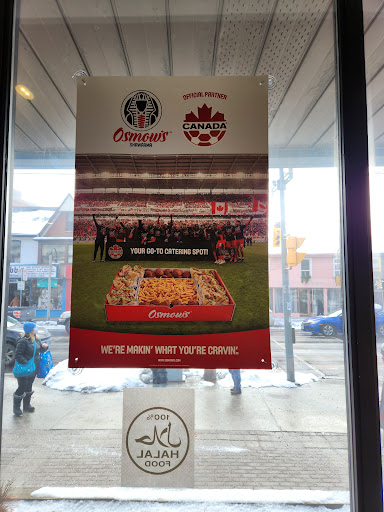 OFFICIAL PARTNER
Osmow's
SHAWARMA
CANADA
YOUR GO-TO CATERING SPOT!
Osmow's
WE'RE MAKIN' WHAT YOU'RE CRAVIN'.
100%
حلال
HALAL
FOOD